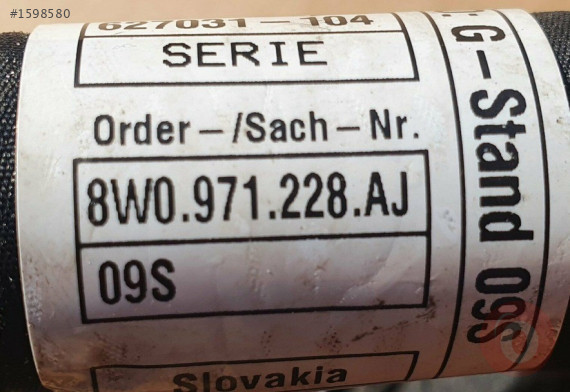 #1598580
627031-104
SERIE
Order-/Sach-Nr.
8W0.971.228.AJ
09S
Slovakia
G-Stand 09S